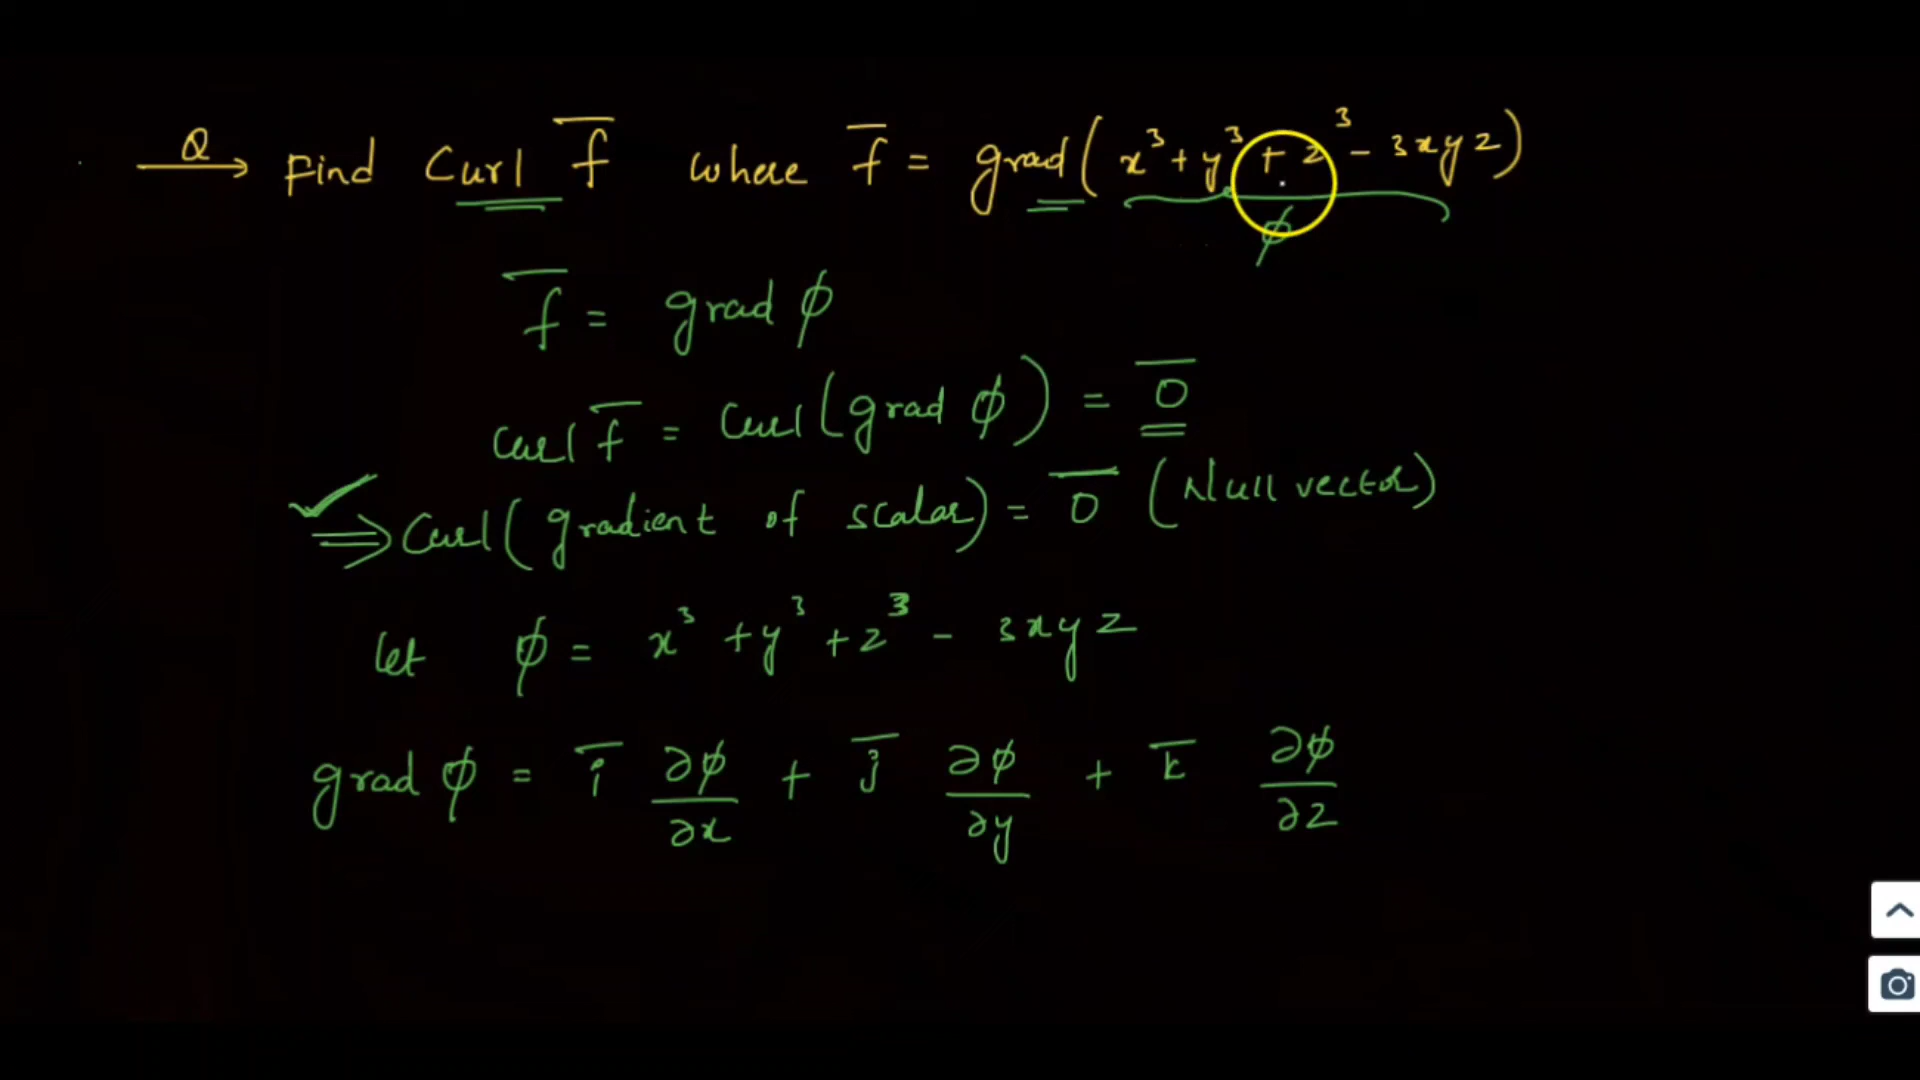 Q → Find Curl f̅ where f̅ = grad(x³ + y³ + z³ - 3xyz)
ϕ
f̅ = grad ϕ
curl f̅ = Curl(grad ϕ) = 0̅
✓ ⇒ Curl(gradient of scalar) = 0̅ (Null vector)
let ϕ = x³ + y³ + z³ - 3xyz
grad ϕ = i̅ ∂ϕ/∂x + j̅ ∂ϕ/∂y + k̅ ∂ϕ/∂z